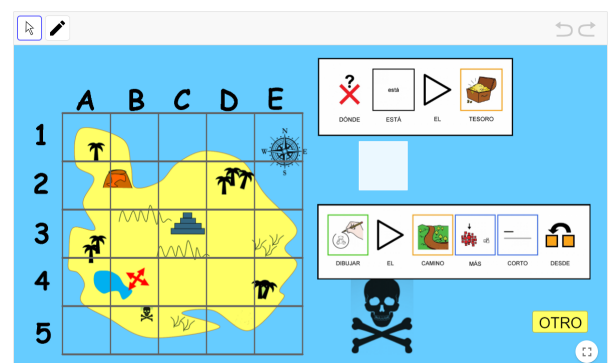 A B C D E
1
2
3
4
5
N
W E
S
?
está
DÓNDE ESTÁ EL TESORO
DIBUJAR EL CAMINO MÁS CORTO DESDE
OTRO